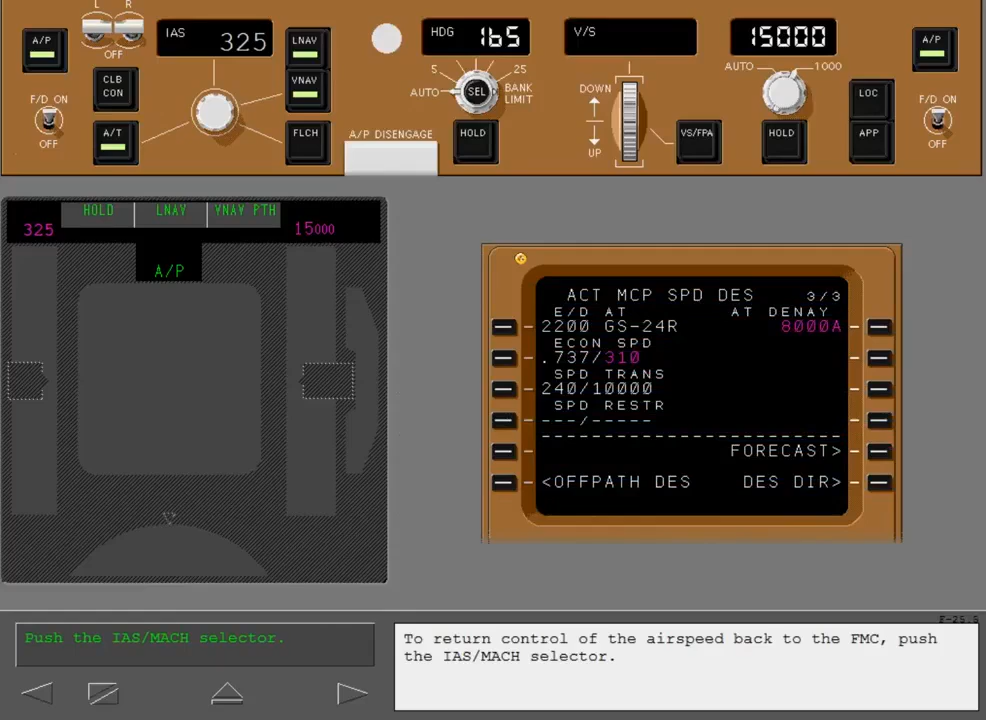 L R
A/P
OFF
IAS 325
LNAV
HDG 165
V/S
15000
A/P
CLB
CON
VNAV
5 25
AUTO
SEL
BANK
LIMIT
DOWN
UP
AUTO 1000
LOC
F/D ON
OFF
A/T
FLCH
A/P DISENGAGE
HOLD
VS/FPA
HOLD
APP
F/D ON
OFF
HOLD LNAV VNAV PTH
325 15000
A/P
ACT MCP SPD DES 3/3
E/D AT AT DENAY
2200 GS-24R 8000A
ECON SPD
.737/310
SPD TRANS
240/10000
SPD RESTR
---/-----
--------------------------
FORECAST>
<OFFPATH DES DES DIR>
F-25.5
Push the IAS/MACH selector.
To return control of the airspeed back to the FMC, push
the IAS/MACH selector.